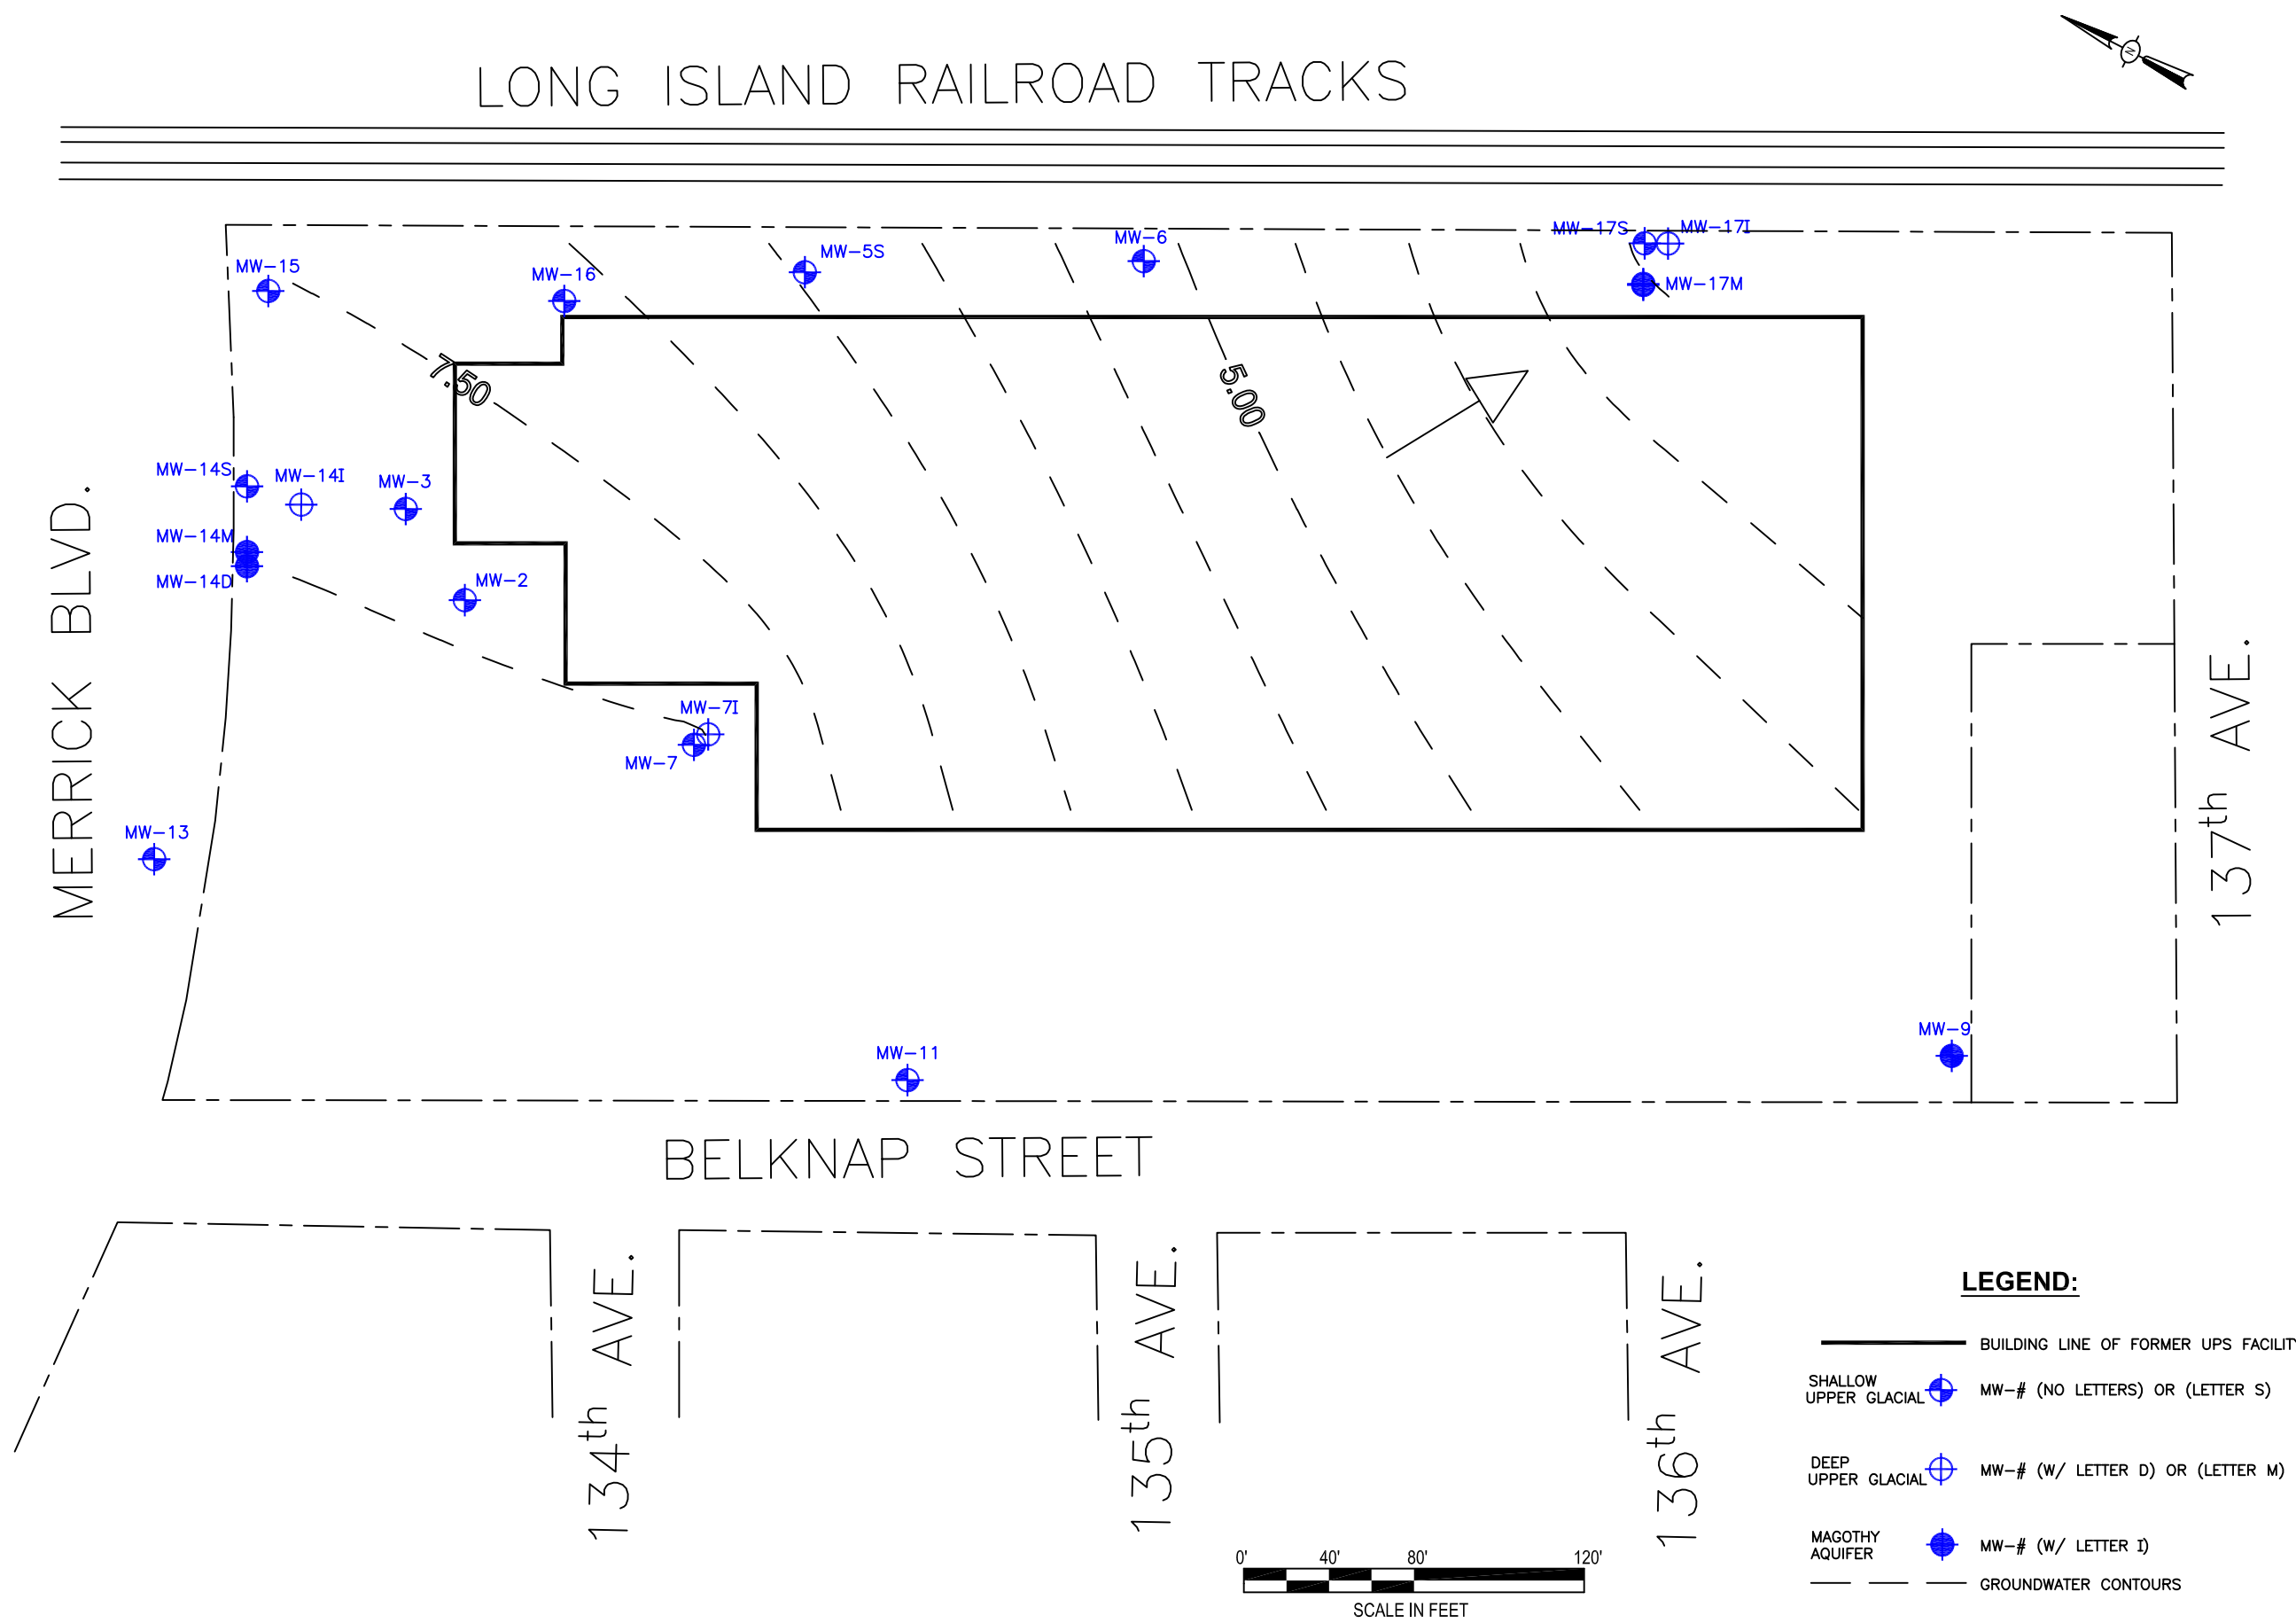 N
LONG ISLAND RAILROAD TRACKS
MW-15
MW-16
MW-5S
MW-6
MW-17S
MW-17I
MW-17M
7.50
5.00
MW-14S
MW-14I
MW-3
MW-14M
MW-14D
MW-2
MW-7I
MW-7
MW-13
MERRICK BLVD.
137th AVE.
MW-11
MW-9
BELKNAP STREET
134th AVE.
135th AVE.
136th AVE.
LEGEND:
BUILDING LINE OF FORMER UPS FACILITY
SHALLOW
UPPER GLACIAL
MW-# (NO LETTERS) OR (LETTER S)
DEEP
UPPER GLACIAL
MW-# (W/ LETTER D) OR (LETTER M)
MAGOTHY
AQUIFER
MW-# (W/ LETTER I)
GROUNDWATER CONTOURS
0' 40' 80' 120'
SCALE IN FEET